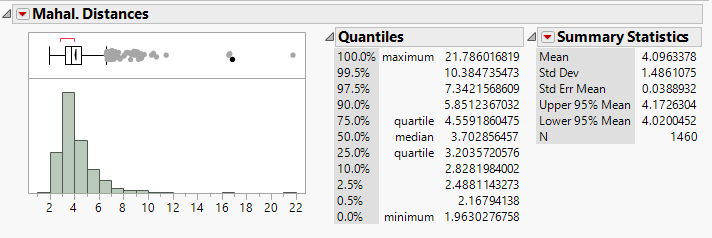 Mahal. Distances
2 4 6 8 10 12 14 16 18 20 22
Quantiles
100.0% maximum 21.786016819
99.5% 10.384735473
97.5% 7.3421568609
90.0% 5.8512367032
75.0% quartile 4.5591860475
50.0% median 3.702856457
25.0% quartile 3.2035720576
10.0% 2.8281984002
2.5% 2.4881143273
0.5% 2.16794138
0.0% minimum 1.9630276758
Summary Statistics
Mean 4.0963378
Std Dev 1.4861075
Std Err Mean 0.0388932
Upper 95% Mean 4.1726304
Lower 95% Mean 4.0200452
N 1460